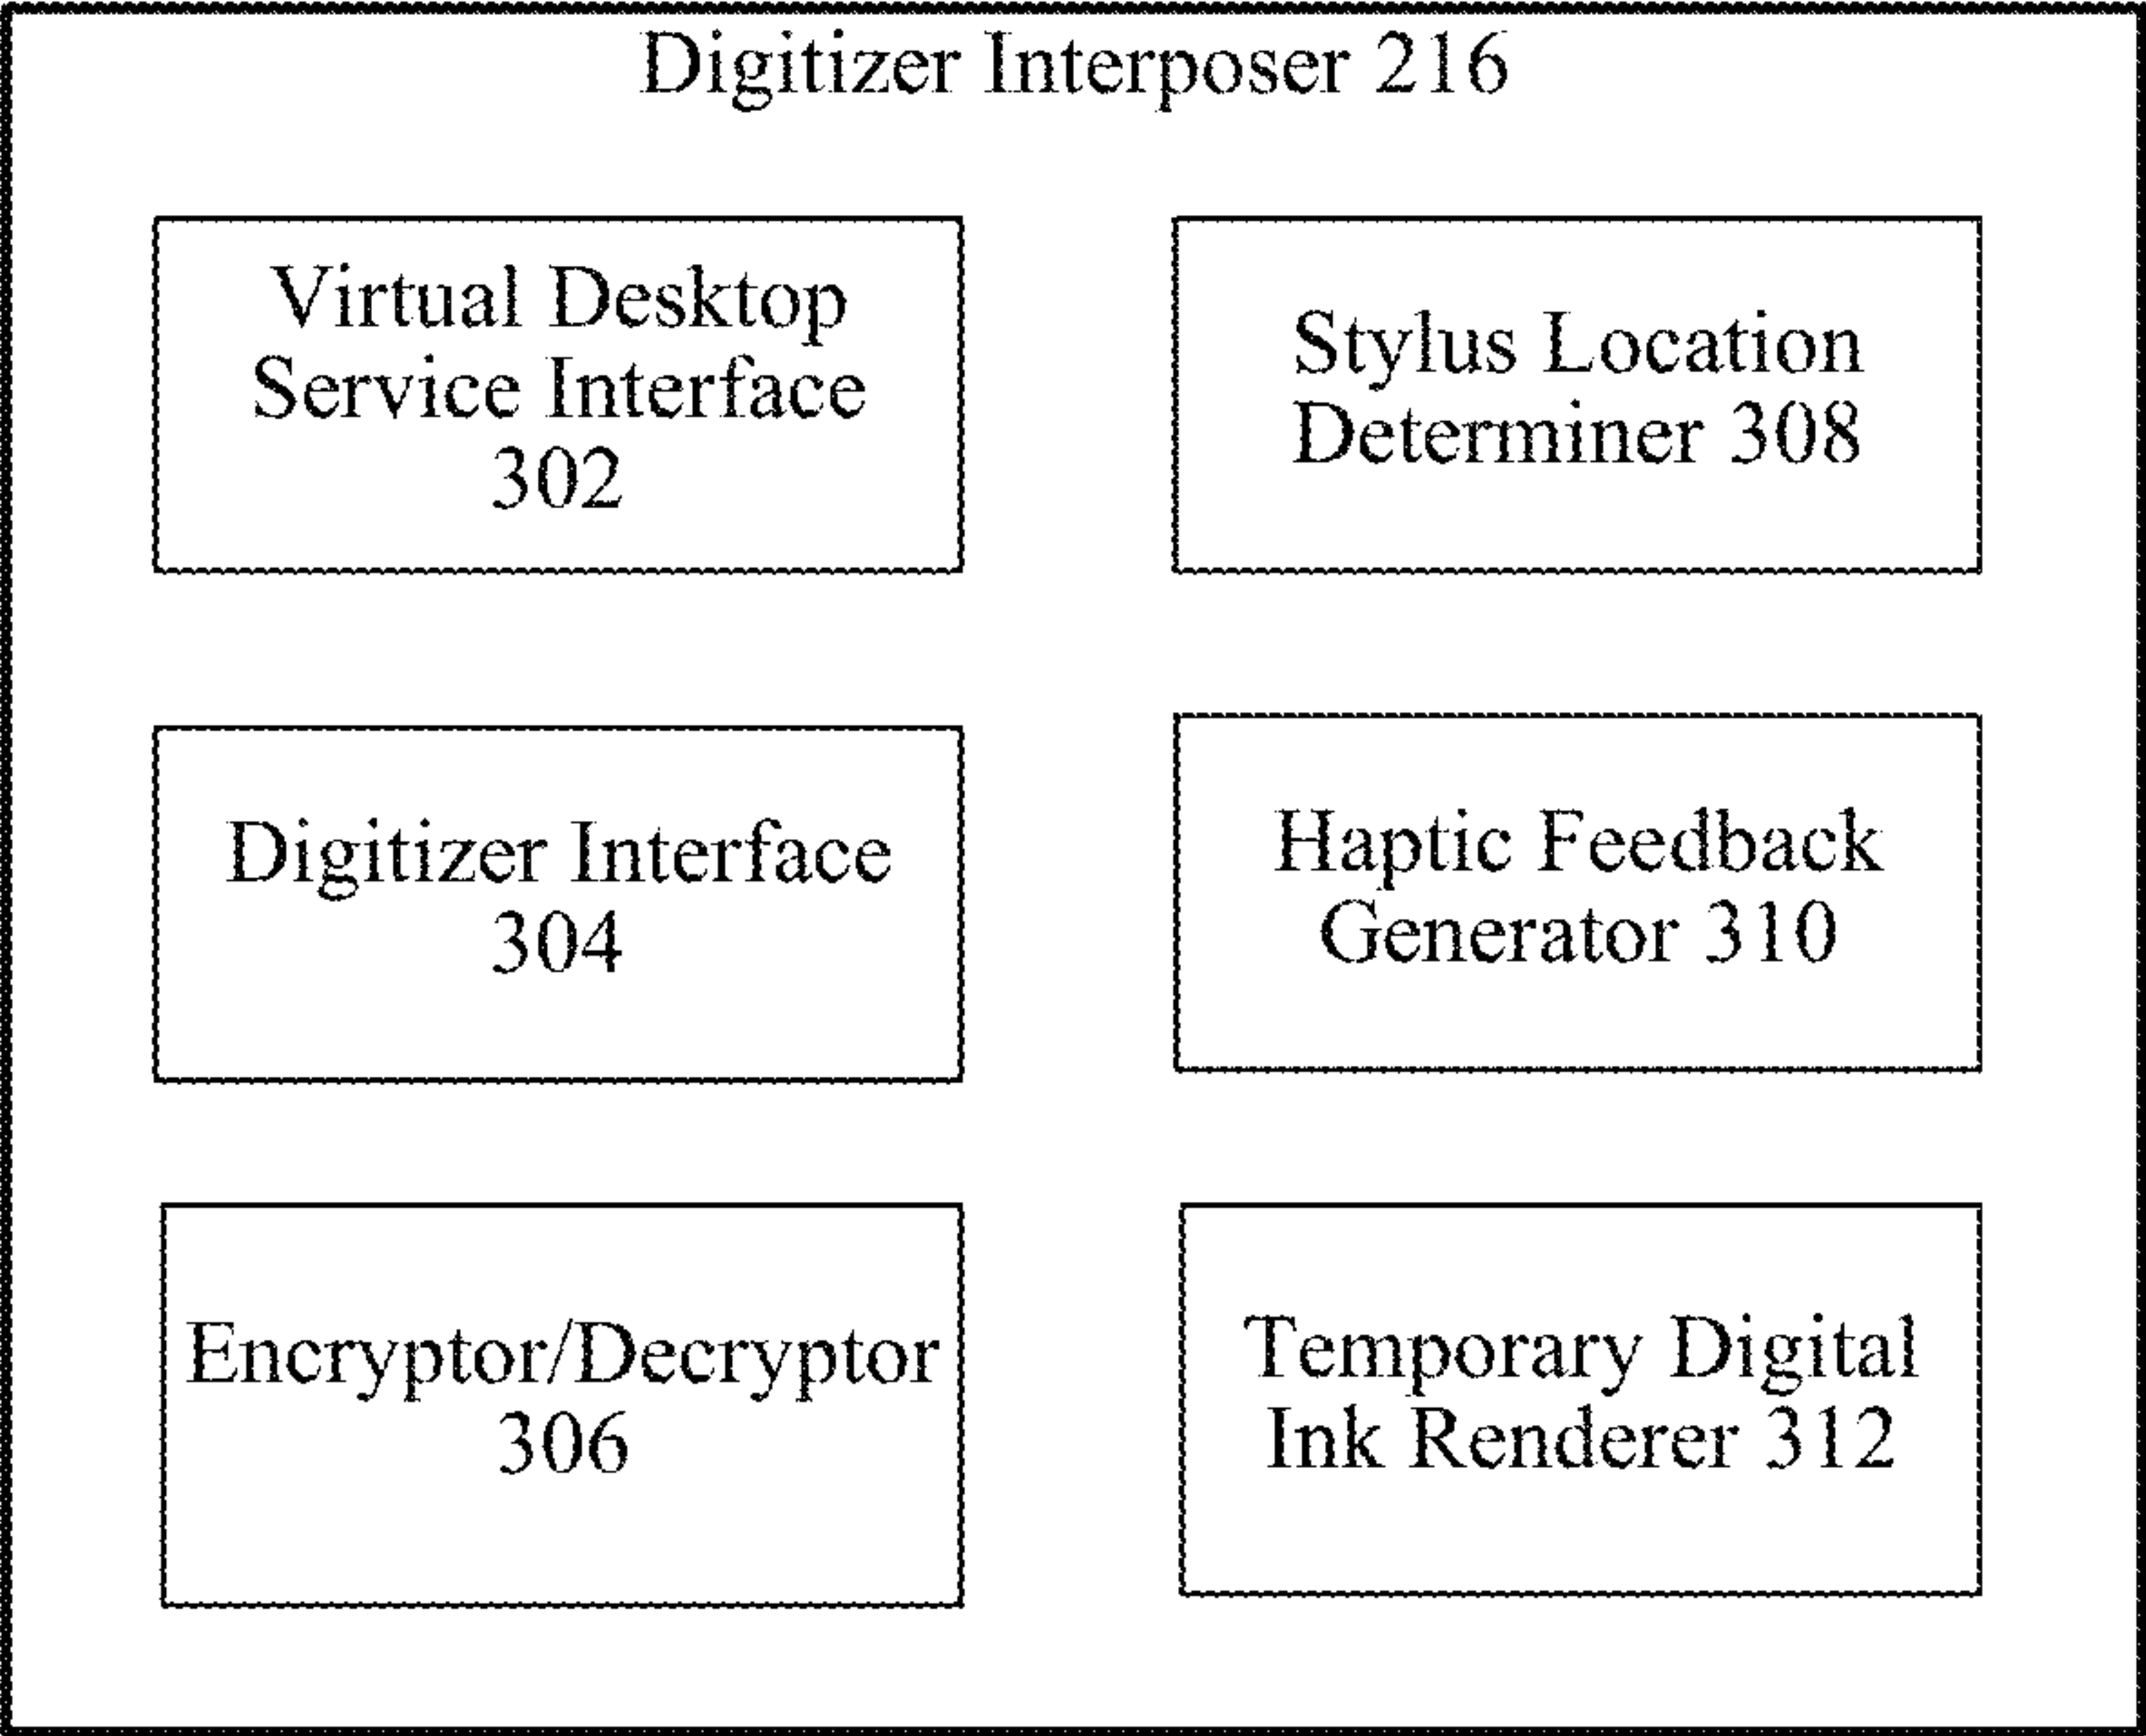 Digitizer Interposer 216
Virtual Desktop
Service Interface
302
Stylus Location
Determiner 308
Digitizer Interface
304
Haptic Feedback
Generator 310
Encryptor/Decryptor
306
Temporary Digital
Ink Renderer 312